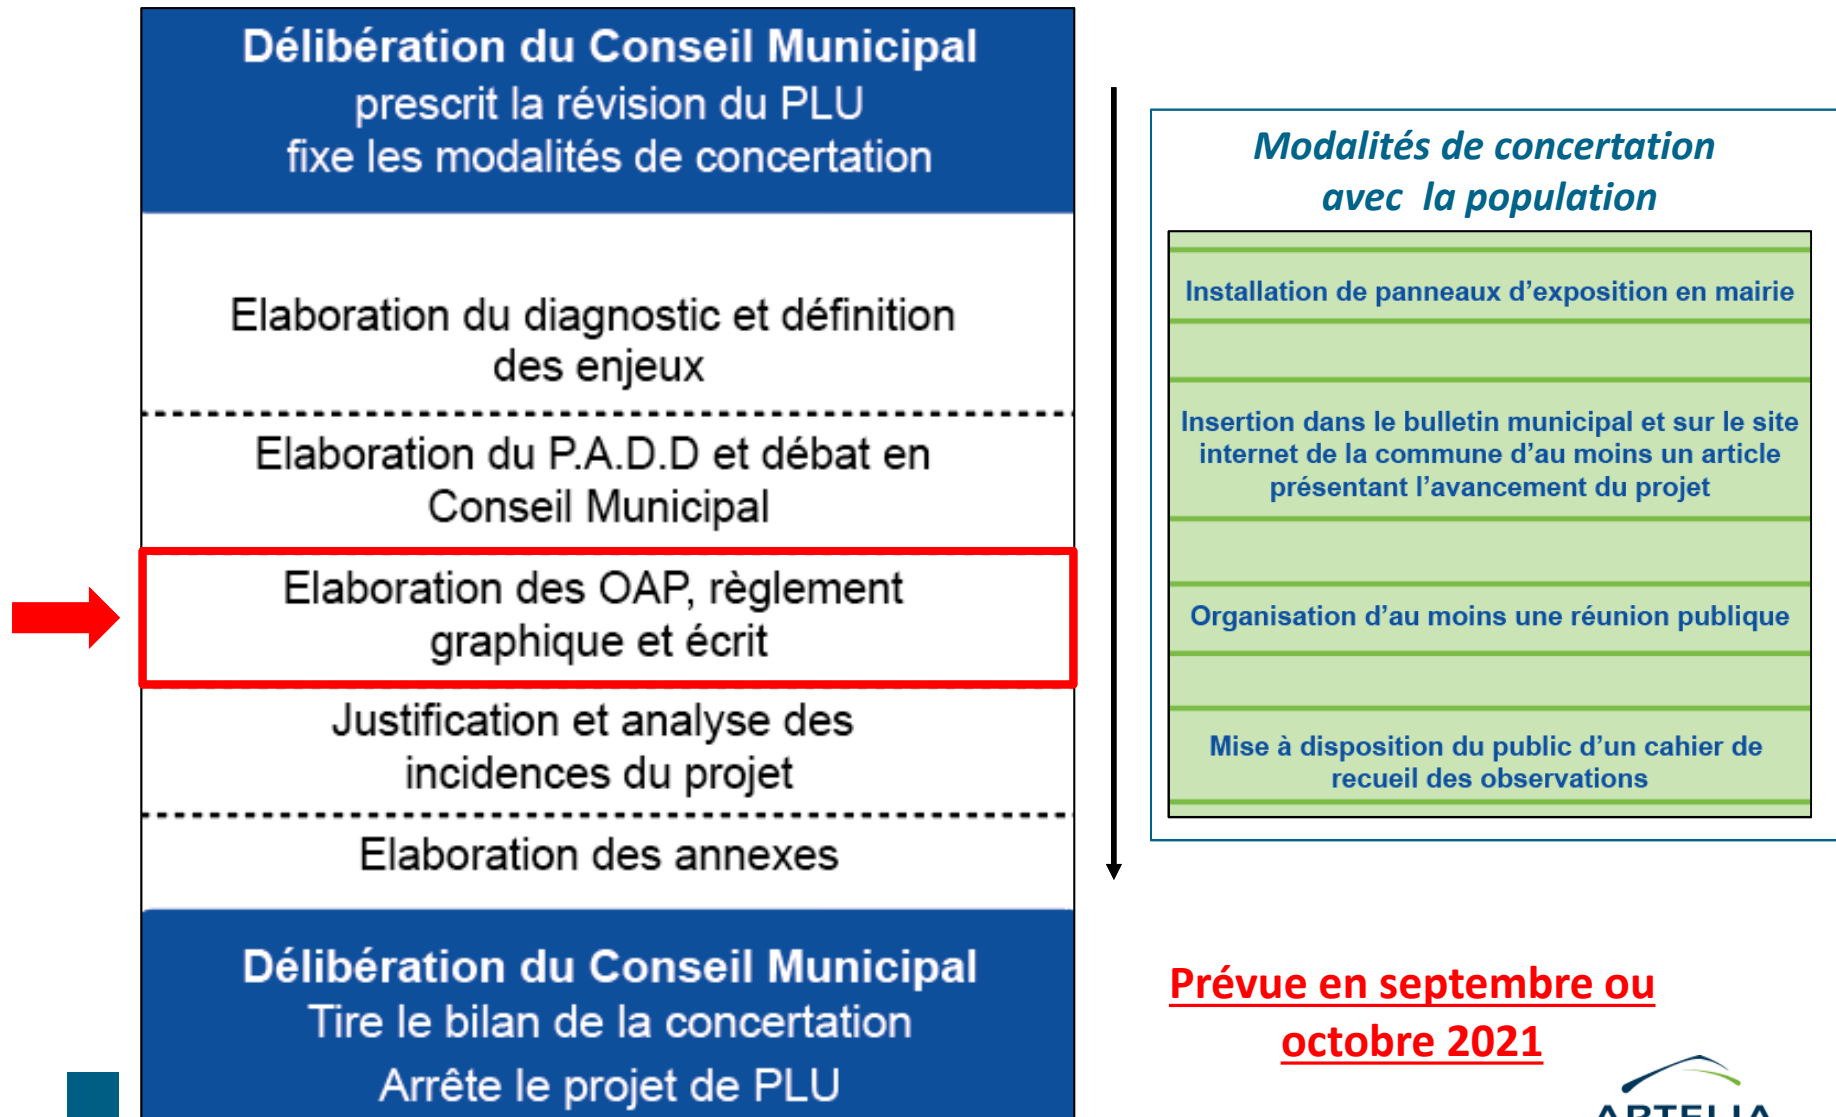 Délibération du Conseil Municipal
prescrit la révision du PLU
fixe les modalités de concertation
Elaboration du diagnostic et définition
des enjeux
Elaboration du P.A.D.D et débat en
Conseil Municipal
Elaboration des OAP, règlement
graphique et écrit
Justification et analyse des
incidences du projet
Elaboration des annexes
Délibération du Conseil Municipal
Tire le bilan de la concertation
Arrête le projet de PLU
Modalités de concertation
avec la population
Installation de panneaux d'exposition en mairie
Insertion dans le bulletin municipal et sur le site
internet de la commune d'au moins un article
présentant l'avancement du projet
Organisation d'au moins une réunion publique
Mise à disposition du public d'un cahier de
recueil des observations
Prévue en septembre ou
octobre 2021
ARTELIA